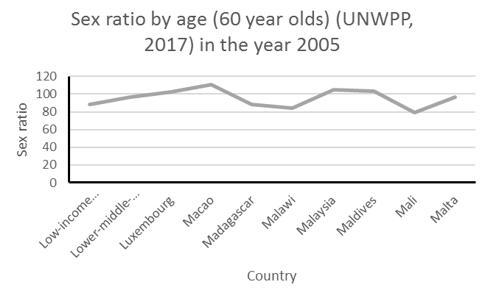 Sex ratio by age (60 year olds) (UNWPP,
2017) in the year 2005
120
100
80
60
40
20
0
Sex ratio
Low-income…
Lower-middle-…
Luxembourg
Macao
Madagascar
Malawi
Malaysia
Maldives
Mali
Malta
Country